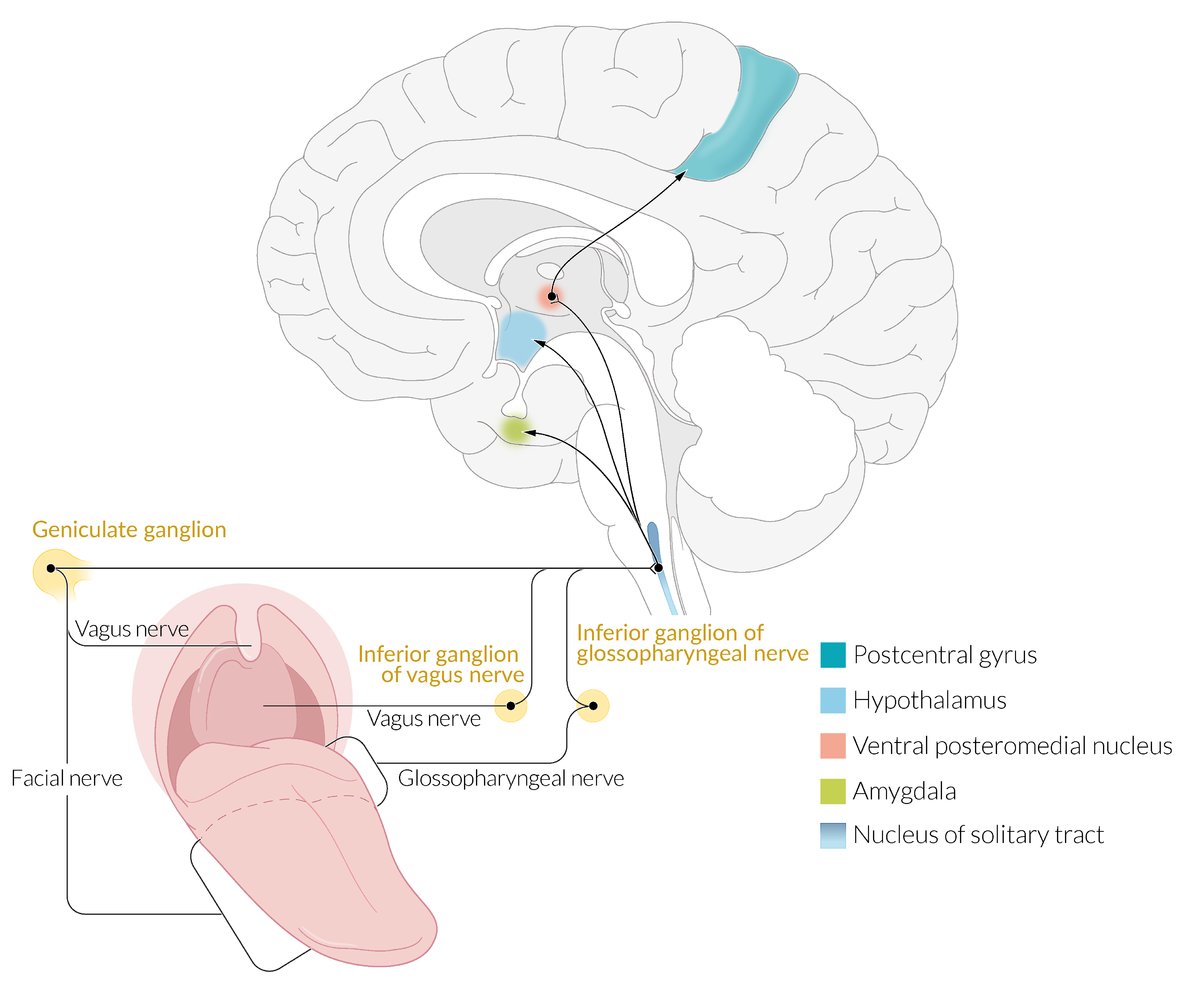 Geniculate ganglion
Vagus nerve
Inferior ganglion
of vagus nerve
Inferior ganglion of
glossopharyngeal nerve
Vagus nerve
Facial nerve
Glossopharyngeal nerve
Postcentral gyrus
Hypothalamus
Ventral posteromedial nucleus
Amygdala
Nucleus of solitary tract